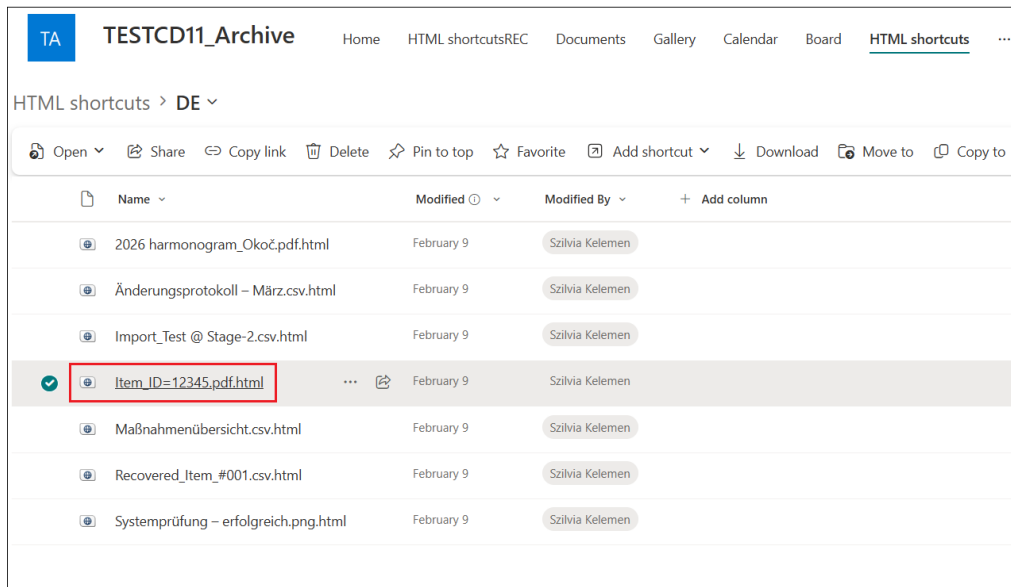 TA TESTCD11_Archive Home HTML shortcutsREC Documents Gallery Calendar Board HTML shortcuts ...
HTML shortcuts > DE
Open Share Copy link Delete Pin to top Favorite Add shortcut Download Move to Copy to
Name Modified Modified By + Add column
2026 harmonogram_Okoč.pdf.html February 9 Szilvia Kelemen
Änderungsprotokoll – März.csv.html February 9 Szilvia Kelemen
Import_Test @ Stage-2.csv.html February 9 Szilvia Kelemen
Item_ID=12345.pdf.html ... February 9 Szilvia Kelemen
Maßnahmenübersicht.csv.html February 9 Szilvia Kelemen
Recovered_Item_#001.csv.html February 9 Szilvia Kelemen
Systemprüfung – erfolgreich.png.html February 9 Szilvia Kelemen